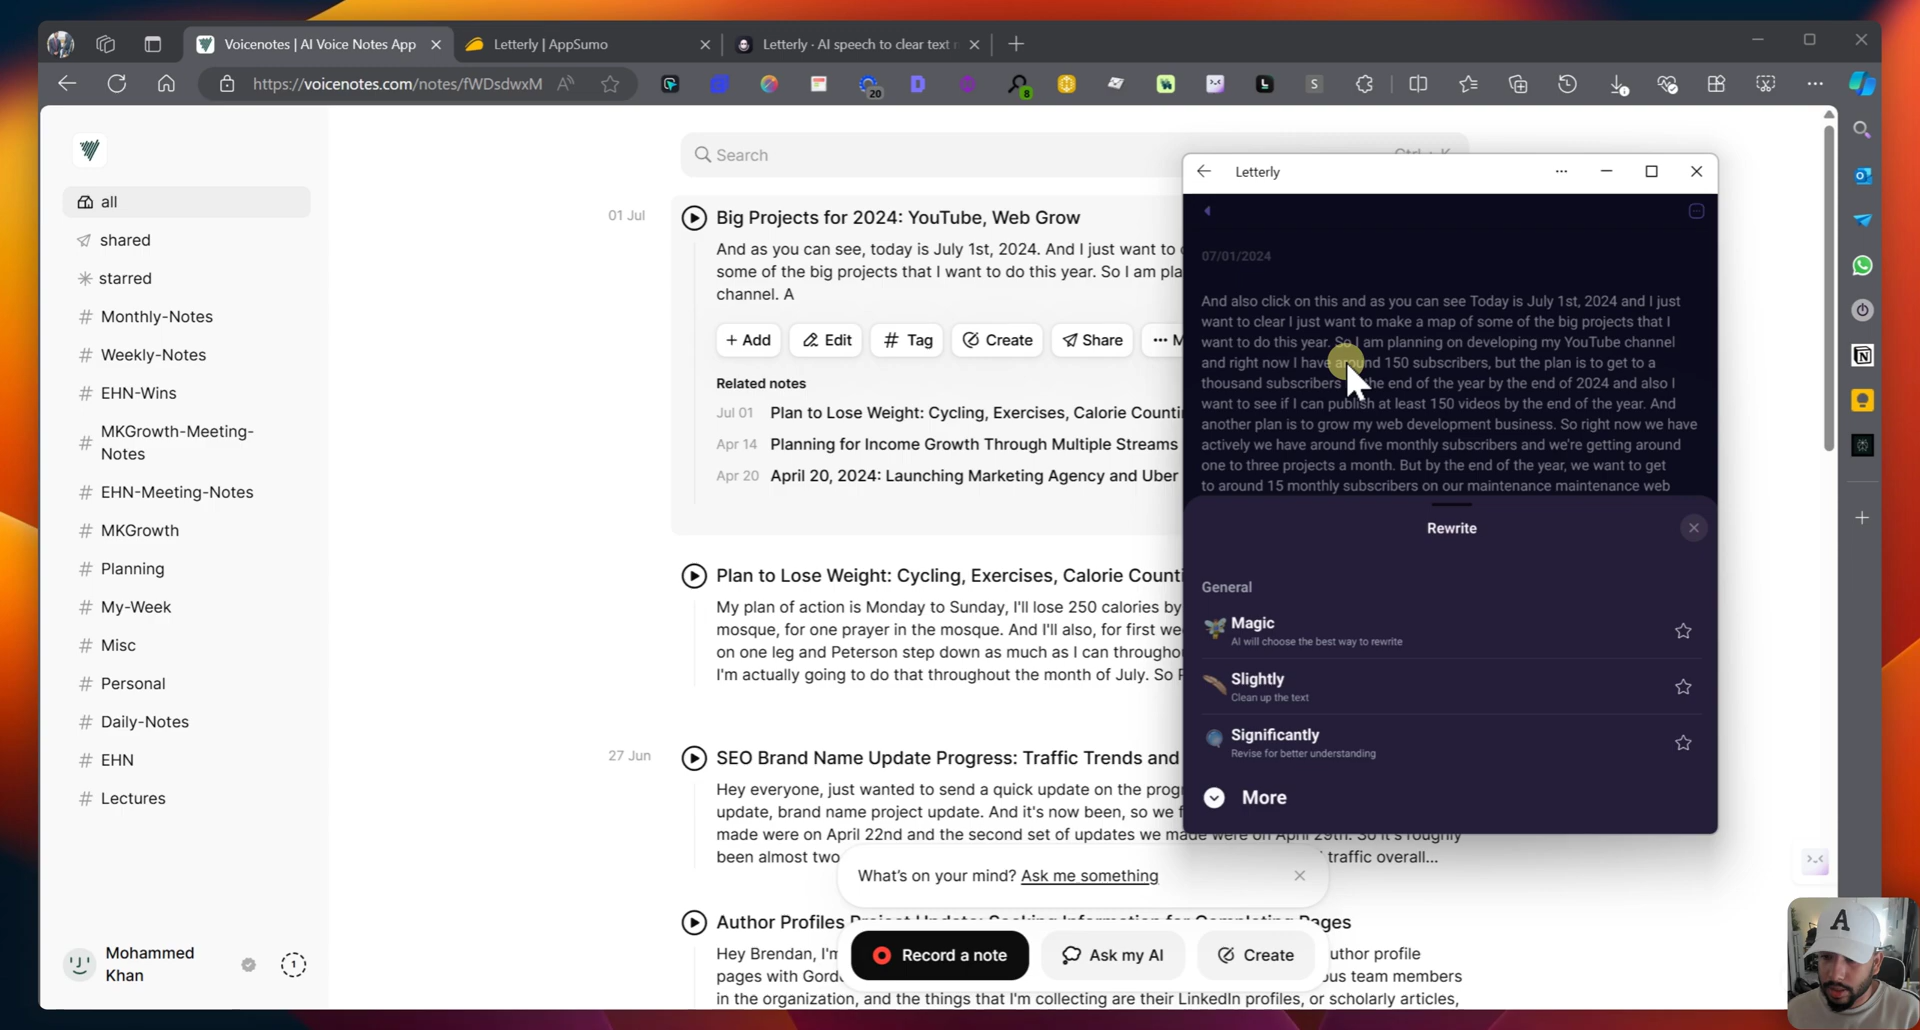 Voicenotes | AI Voice Notes App
Letterly | AppSumo
Letterly · AI speech to clear text
https://voicenotes.com/notes/fWDsdwxM
20
8
all
shared
starred
# Monthly-Notes
# Weekly-Notes
# EHN-Wins
# MKGrowth-Meeting-
Notes
# EHN-Meeting-Notes
# MKGrowth
# Planning
# My-Week
# Misc
# Personal
# Daily-Notes
# EHN
# Lectures
Mohammed
Khan
1
Search
01 Jul
Big Projects for 2024: YouTube, Web Grow
And as you can see, today is July 1st, 2024. And I just want to
some of the big projects that I want to do this year. So I am pla
channel. A
+ Add
Edit
# Tag
Create
Share
••• M
Related notes
Jul 01 Plan to Lose Weight: Cycling, Exercises, Calorie Counti
Apr 14 Planning for Income Growth Through Multiple Streams
Apr 20 April 20, 2024: Launching Marketing Agency and Uber
Plan to Lose Weight: Cycling, Exercises, Calorie Counti
My plan of action is Monday to Sunday, I'll lose 250 calories by
mosque, for one prayer in the mosque. And I'll also, for first we
on one leg and Peterson step down as much as I can througho
I'm actually going to do that throughout the month of July. So
27 Jun
SEO Brand Name Update Progress: Traffic Trends and
Hey everyone, just wanted to send a quick update on the prog
update, brand name project update. And it's now been, so we f
made were on April 22nd and the second set of updates we made were on April 29th. So it's roughly
been almost two traffic overall...
What's on your mind? Ask me something
Author Profiles Project Update: Seeking Information for Completing Pages
Hey Brendan, I'm uthor profile
pages with Gord ous team members
in the organization, and the things that I'm collecting are their LinkedIn profiles, or scholarly articles,
Record a note
Ask my AI
Create
Letterly
07/01/2024
And also click on this and as you can see Today is July 1st, 2024 and I just
want to clear I just want to make a map of some of the big projects that I
want to do this year. So I am planning on developing my YouTube channel
and right now I have around 150 subscribers, but the plan is to get to a
thousand subscribers the end of the year by the end of 2024 and also I
want to see if I can publish at least 150 videos by the end of the year. And
another plan is to grow my web development business. So right now we have
actively we have around five monthly subscribers and we're getting around
one to three projects a month. But by the end of the year, we want to get
to around 15 monthly subscribers on our maintenance maintenance web
Rewrite
General
Magic
AI will choose the best way to rewrite
Slightly
Clean up the text
Significantly
Revise for better understanding
More
A